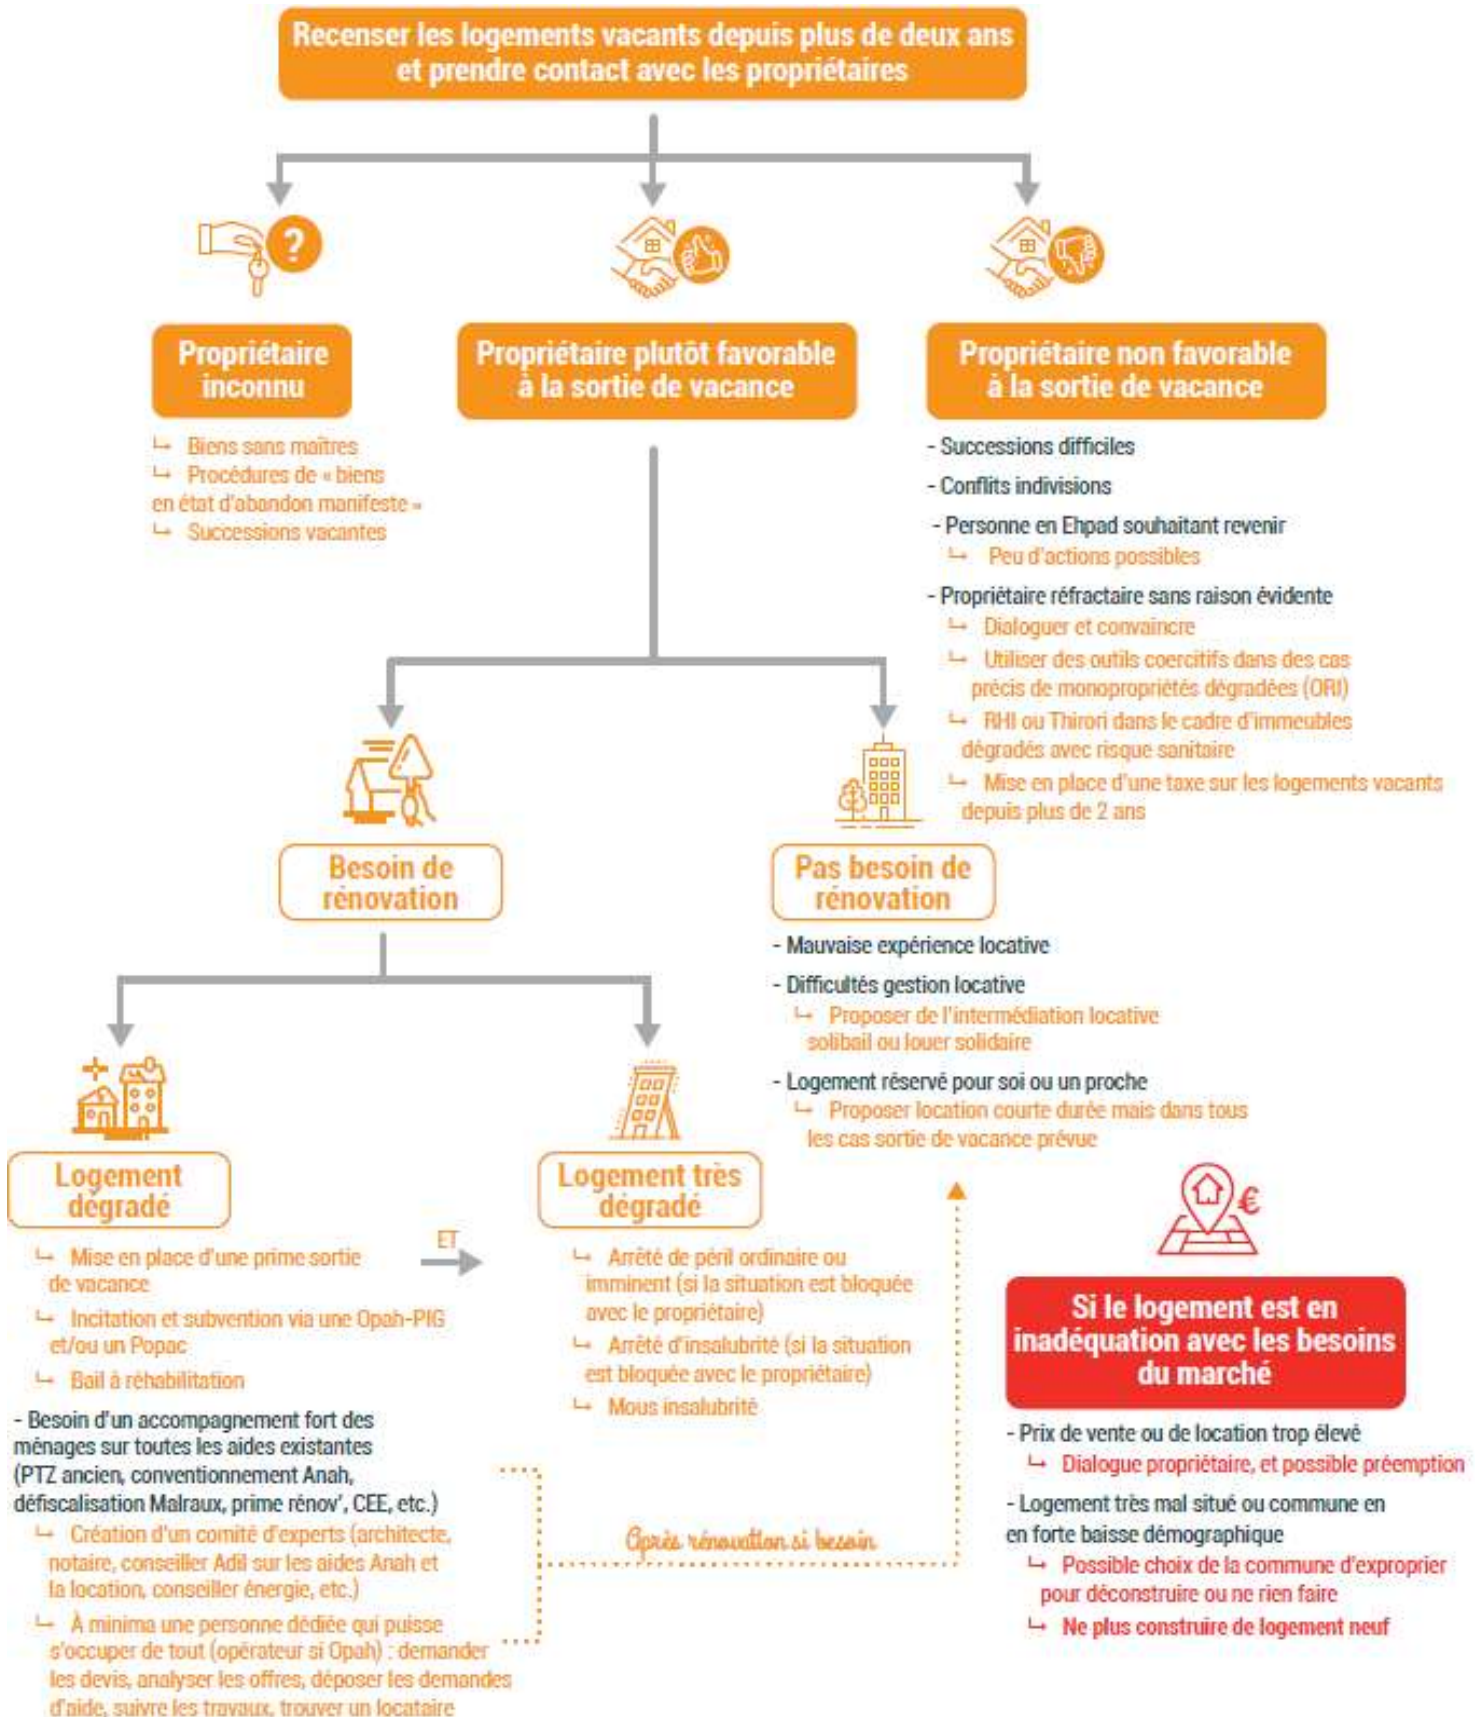 Recenser les logements vacants depuis plus de deux ans
et prendre contact avec les propriétaires
?
Propriétaire
inconnu
↳ Biens sans maîtres
↳ Procédures de « biens
en état d'abandon manifeste »
↳ Successions vacantes
Propriétaire plutôt favorable
à la sortie de vacance
Propriétaire non favorable
à la sortie de vacance
- Successions difficiles
- Conflits indivisions
- Personne en Ehpad souhaitant revenir
↳ Peu d'actions possibles
- Propriétaire réfractaire sans raison évidente
↳ Dialoguer et convaincre
↳ Utiliser des outils coercitifs dans des cas
précis de monopropriétés dégradées (ORI)
↳ RHI ou Thirori dans le cadre d'immeubles
dégradés avec risque sanitaire
↳ Mise en place d'une taxe sur les logements vacants
depuis plus de 2 ans
Besoin de
rénovation
Pas besoin de
rénovation
- Mauvaise expérience locative
- Difficultés gestion locative
↳ Proposer de l'intermédiation locative
solibail ou louer solidaire
- Logement réservé pour soi ou un proche
↳ Proposer location courte durée mais dans tous
les cas sortie de vacance prévue
Logement
dégradé
↳ Mise en place d'une prime sortie
de vacance
↳ Incitation et subvention via une Opah-PIG
et/ou un Popac
↳ Bail à réhabilitation
- Besoin d'un accompagnement fort des
ménages sur toutes les aides existantes
(PTZ ancien, conventionnement Anah,
défiscalisation Malraux, prime rénov', CEE, etc.)
↳ Création d'un comité d'experts (architecte,
notaire, conseiller Adil sur les aides Anah et
la location, conseiller énergie, etc.)
↳ À minima une personne dédiée qui puisse
s'occuper de tout (opérateur si Opah) : demander
les devis, analyser les offres, déposer les demandes
d'aide, suivre les travaux, trouver un locataire
ET
Logement très
dégradé
↳ Arrêté de péril ordinaire ou
imminent (si la situation est bloquée
avec le propriétaire)
↳ Arrêté d'insalubrité (si la situation
est bloquée avec le propriétaire)
↳ Mous insalubrité
Après rénovation si besoin
€
Si le logement est en
inadéquation avec les besoins
du marché
- Prix de vente ou de location trop élevé
↳ Dialogue propriétaire, et possible préemption
- Logement très mal situé ou commune en
en forte baisse démographique
↳ Possible choix de la commune d'exproprier
pour déconstruire ou ne rien faire
↳ Ne plus construire de logement neuf